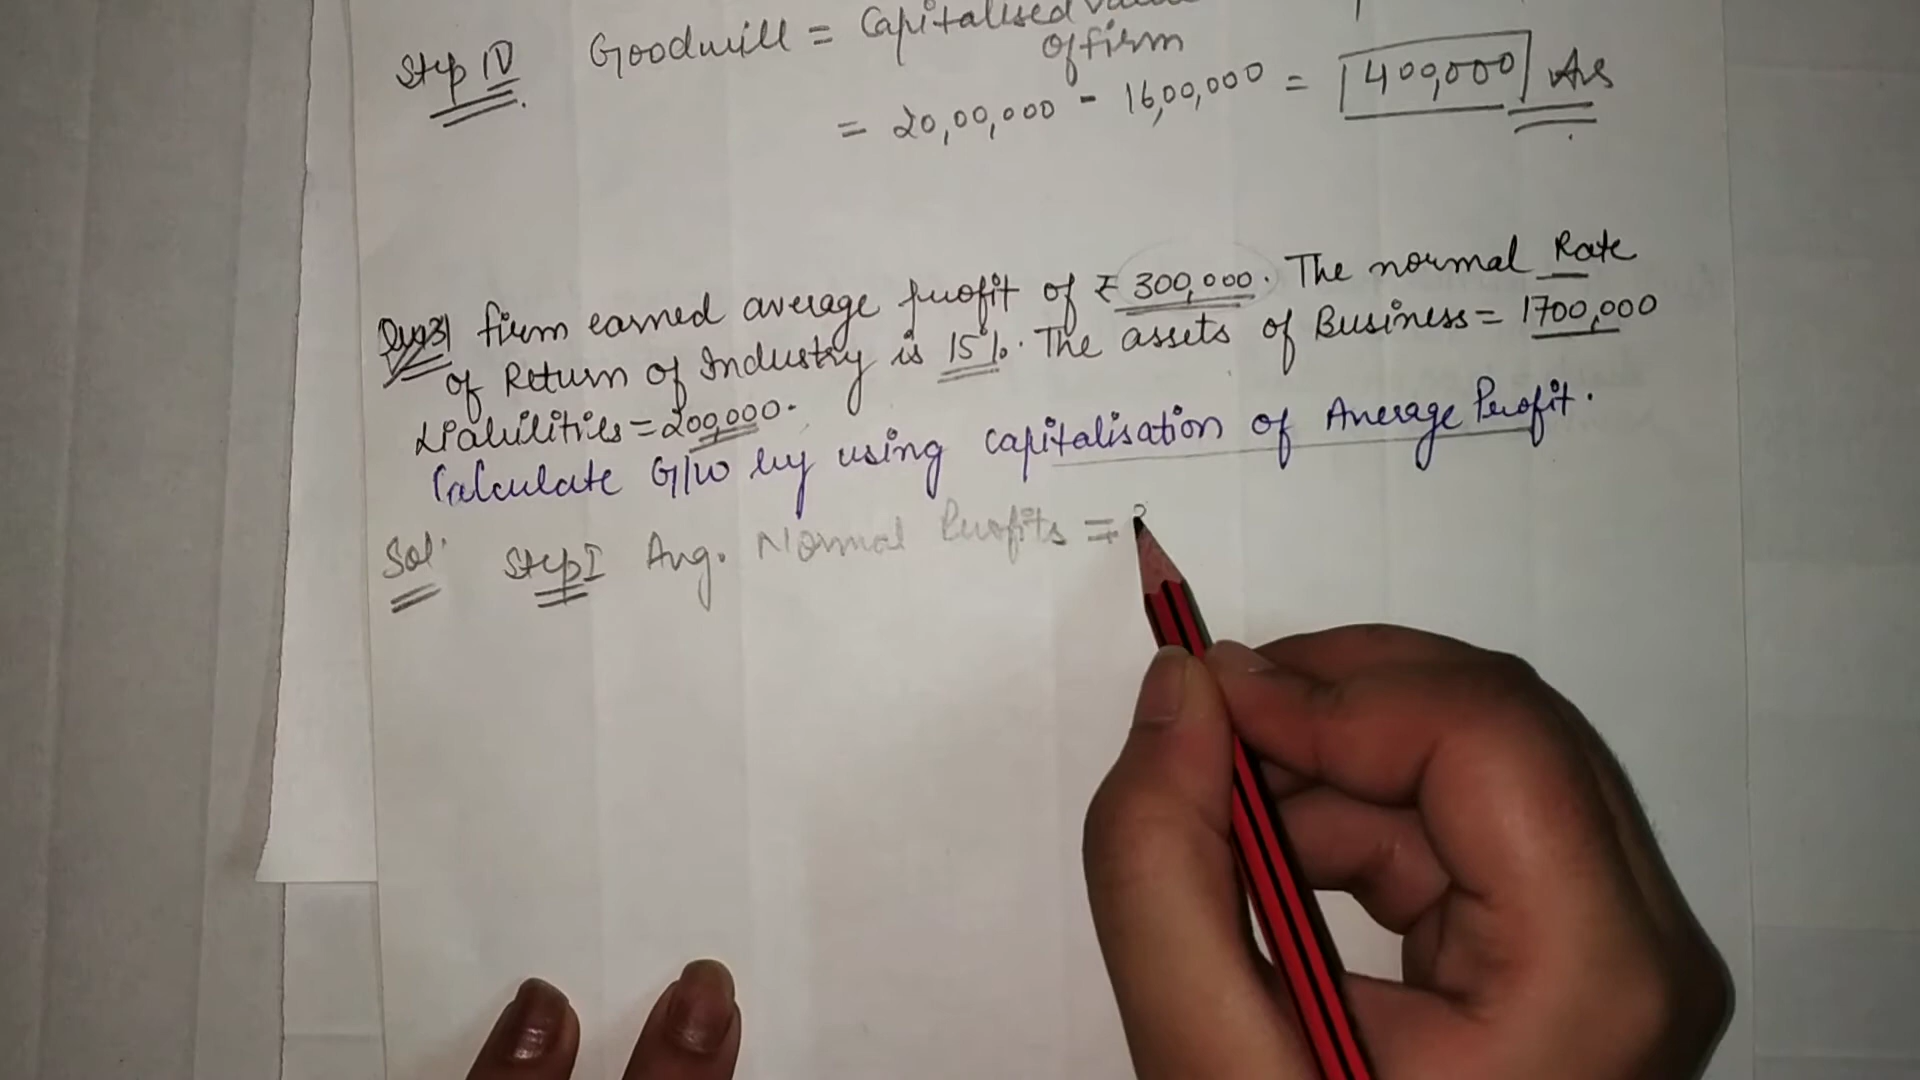 Step IV Goodwill = Capitalised Value
of firm
= 20,00,000 - 16,00,000 = 400,000 Ans
Ques3) firm earned average profit of ₹ 300,000. The normal Rate
of Return of Industry is 15%. The assets of Business = 1700,000
Liabilities = 200,000.
Calculate G/W by using capitalisation of Average Profit.
Sol. Step I Avg. Normal Profits =